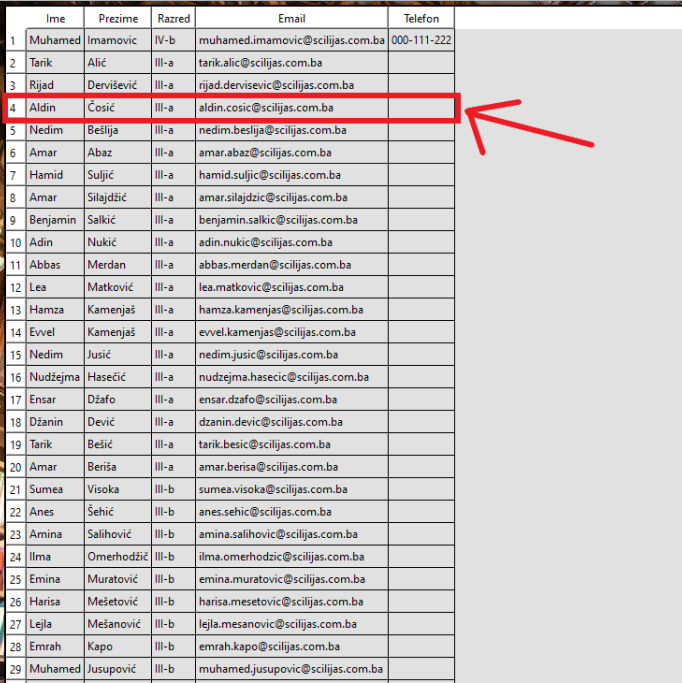 Ime Prezime Razred Email Telefon
1 Muhamed Imamovic IV-b muhamed.imamovic@scilijas.com.ba 000-111-222
2 Tarik Alić III-a tarik.alic@scilijas.com.ba
3 Rijad Dervišević III-a rijad.dervisevic@scilijas.com.ba
4 Aldin Čosić III-a aldin.cosic@scilijas.com.ba
5 Nedim Bešlija III-a nedim.beslija@scilijas.com.ba
6 Amar Abaz III-a amar.abaz@scilijas.com.ba
7 Hamid Suljić III-a hamid.suljic@scilijas.com.ba
8 Amar Silajdžić III-a amar.silajdzic@scilijas.com.ba
9 Benjamin Salkić III-a benjamin.salkic@scilijas.com.ba
10 Adin Nukić III-a adin.nukic@scilijas.com.ba
11 Abbas Merdan III-a abbas.merdan@scilijas.com.ba
12 Lea Matković III-a lea.matkovic@scilijas.com.ba
13 Hamza Kamenjaš III-a hamza.kamenjas@scilijas.com.ba
14 Evvel Kamenjaš III-a evvel.kamenjas@scilijas.com.ba
15 Nedim Jusić III-a nedim.jusic@scilijas.com.ba
16 Nudžejma Hasečić III-a nudzejma.hasecic@scilijas.com.ba
17 Ensar Džafo III-a ensar.dzafo@scilijas.com.ba
18 Džanin Dević III-a dzanin.devic@scilijas.com.ba
19 Tarik Bešić III-a tarik.besic@scilijas.com.ba
20 Amar Beriša III-a amar.berisa@scilijas.com.ba
21 Sumea Visoka III-b sumea.visoka@scilijas.com.ba
22 Anes Šehić III-b anes.sehic@scilijas.com.ba
23 Amina Salihović III-b amina.salihovic@scilijas.com.ba
24 Ilma Omerhodžić III-b ilma.omerhodzic@scilijas.com.ba
25 Emina Muratović III-b emina.muratovic@scilijas.com.ba
26 Harisa Mešetović III-b harisa.mesetovic@scilijas.com.ba
27 Lejla Mešanović III-b lejla.mesanovic@scilijas.com.ba
28 Emrah Kapo III-b emrah.kapo@scilijas.com.ba
29 Muhamed Jusupović III-b muhamed.jusupovic@scilijas.com.ba